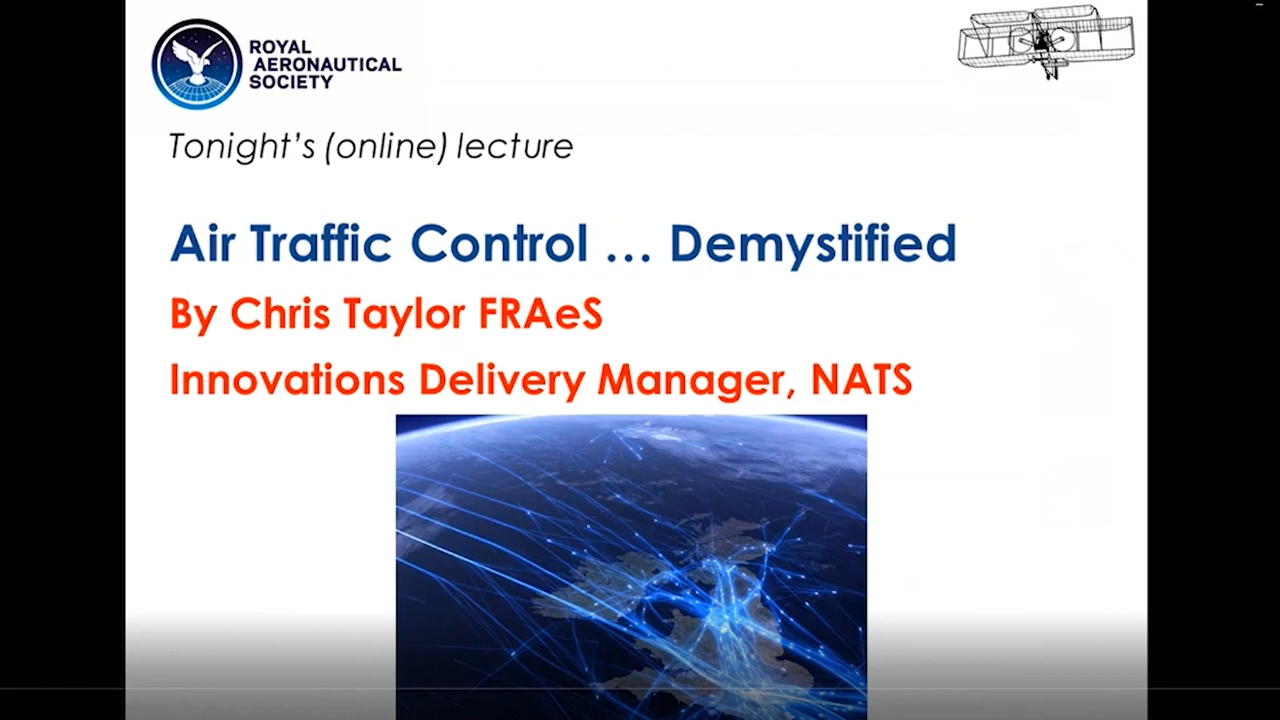 ROYAL
AERONAUTICAL
SOCIETY
Tonight's (online) lecture
Air Traffic Control ... Demystified
By Chris Taylor FRAeS
Innovations Delivery Manager, NATS